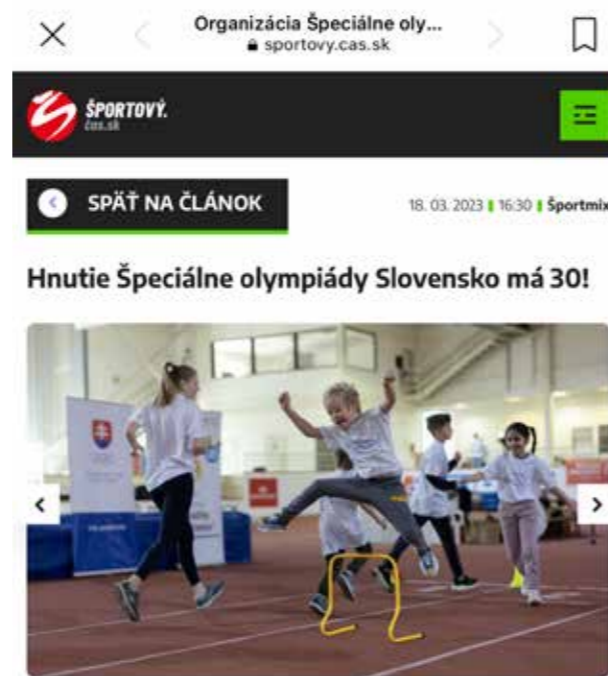 Organizácia Špeciálne oly...
sportovy.cas.sk
ŠPORTOVÝ.
čas.sk
SPÄŤ NA ČLÁNOK
18. 03. 2023 16:30 Športmix
Hnutie Špeciálne olympiády Slovensko má 30!